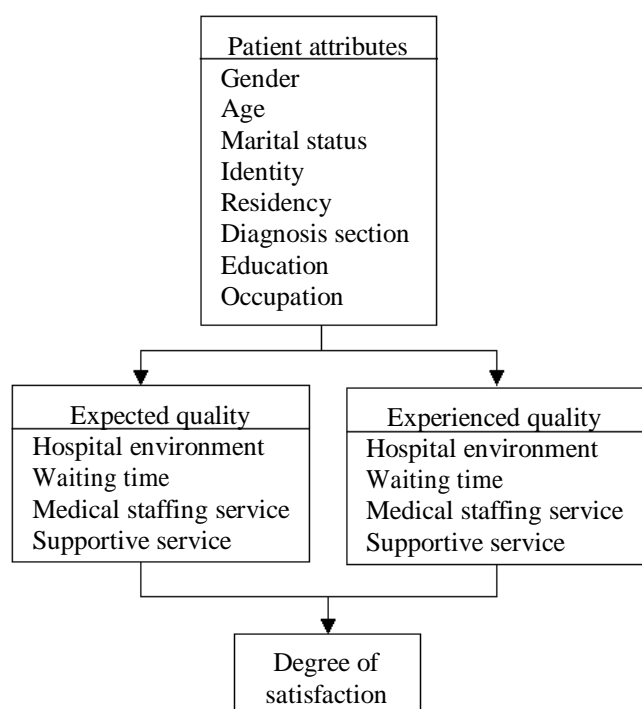 Patient attributes
Gender
Age
Marital status
Identity
Residency
Diagnosis section
Education
Occupation
Expected quality
Hospital environment
Waiting time
Medical staffing service
Supportive service
Experienced quality
Hospital environment
Waiting time
Medical staffing service
Supportive service
Degree of
satisfaction